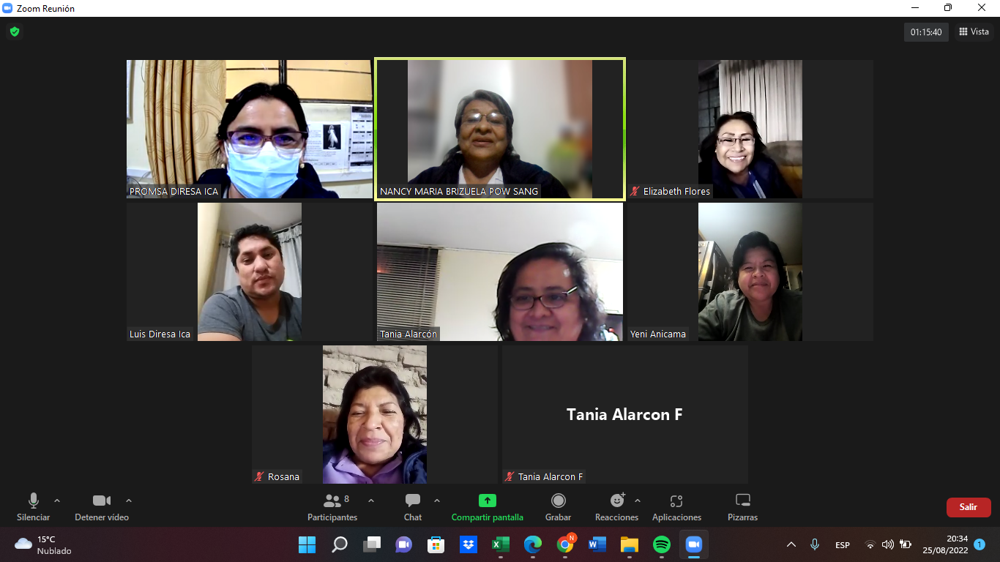 Zoom Reunión
01:15:40
Vista
PROMSA DIRESA ICA
NANCY MARIA BRIZUELA POW SANG
Elizabeth Flores
Luis Diresa Ica
Tania Alarcón
Yeni Anicama
Rosana
Tania Alarcon F
Tania Alarcon F
Silenciar
Detener vídeo
8
Participantes
Chat
Compartir pantalla
Grabar
Reacciones
Aplicaciones
Pizarras
Salir
15°C
Nublado
N
ESP
20:34
25/08/2022
1